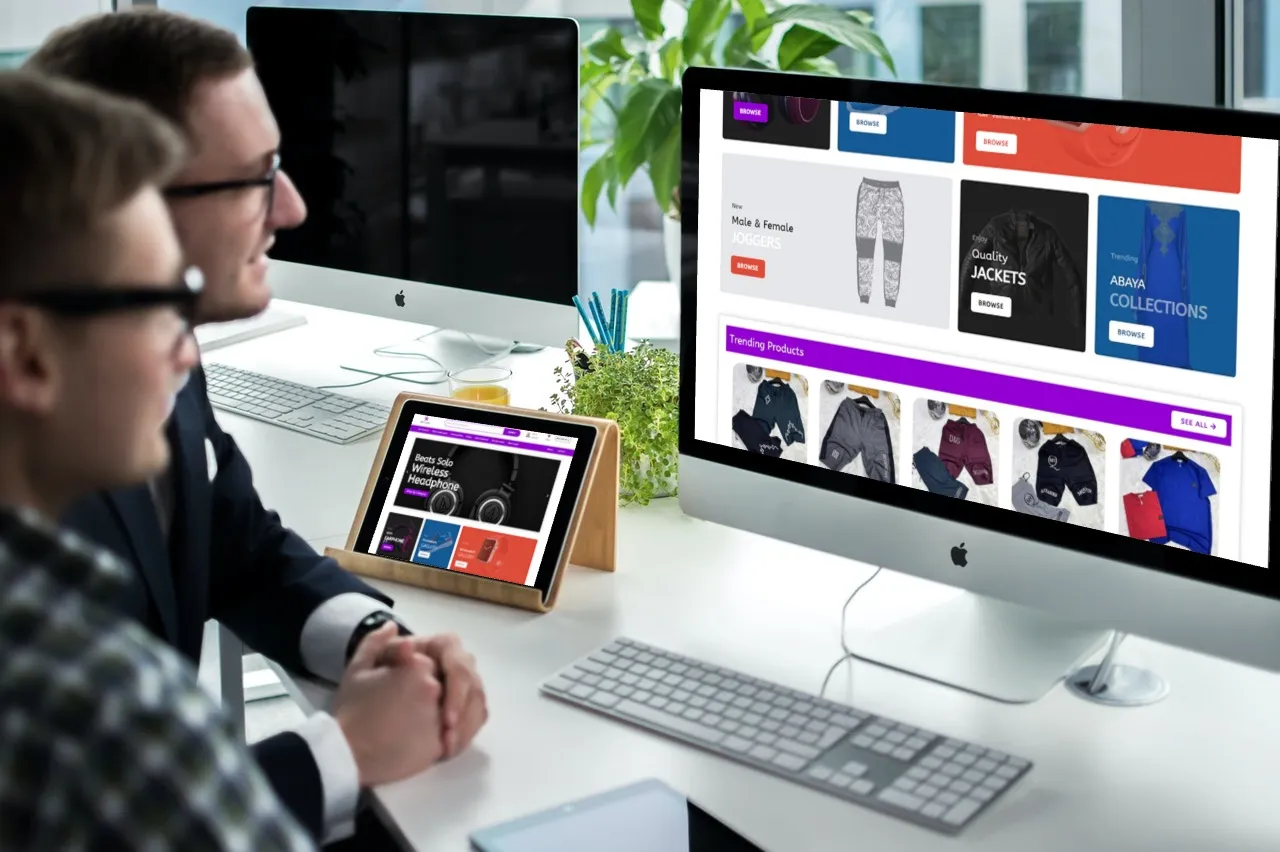 BROWSE
BROWSE
BROWSE
New
Male & Female
JOGGERS
BROWSE
Enjoy
Quality
JACKETS
BROWSE
Trending
ABAYA
COLLECTIONS
BROWSE
Trending Products
SEE ALL →
Beats Solo
Wireless
Headphone